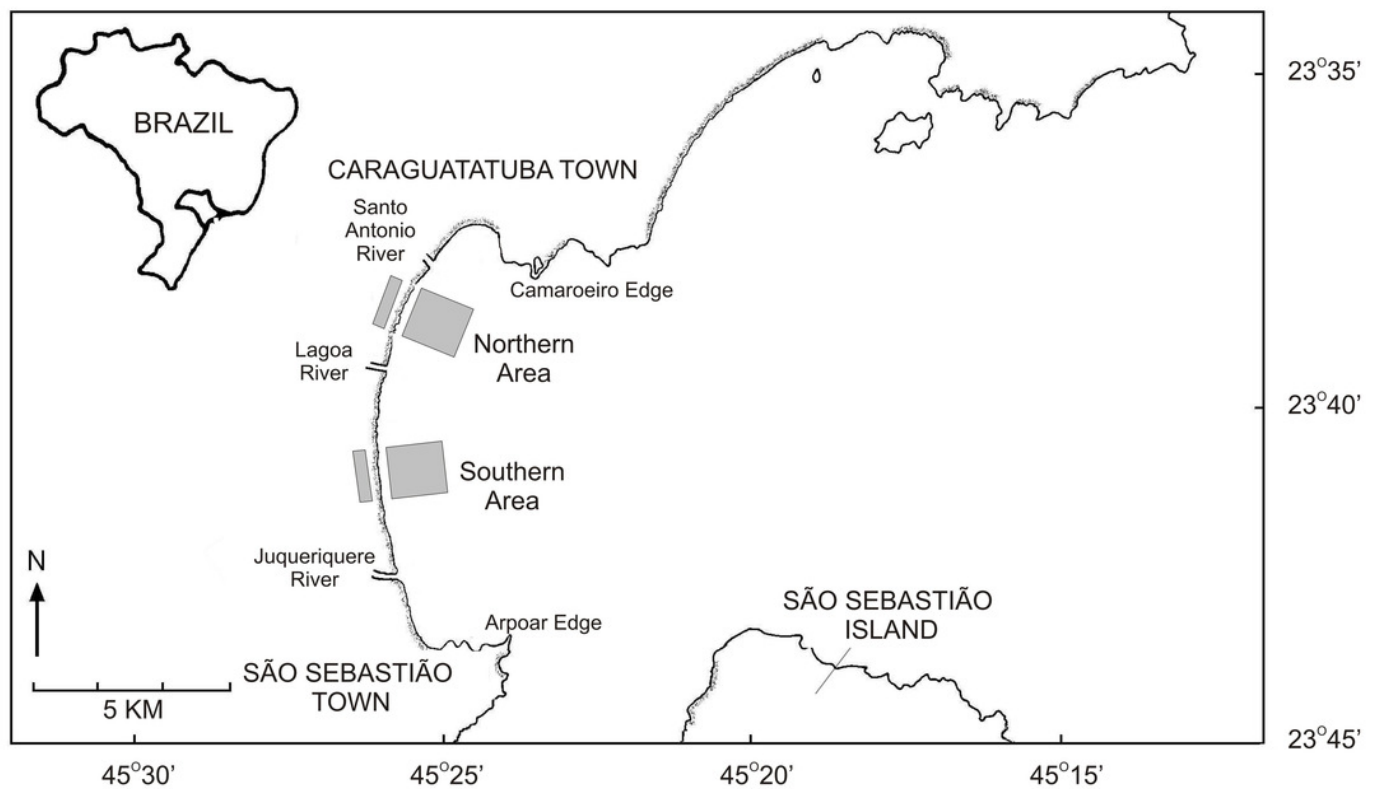 BRAZIL
CARAGUATATUBA TOWN
Santo
Antonio
River
Camaroeiro Edge
Northern
Area
Lagoa
River
Southern
Area
Juqueriquere
River
Arpoar Edge
SÃO SEBASTIÃO
TOWN
SÃO SEBASTIÃO
ISLAND
N
5 KM
23°35'
23°40'
23°45'
45°30'
45°25'
45°20'
45°15'